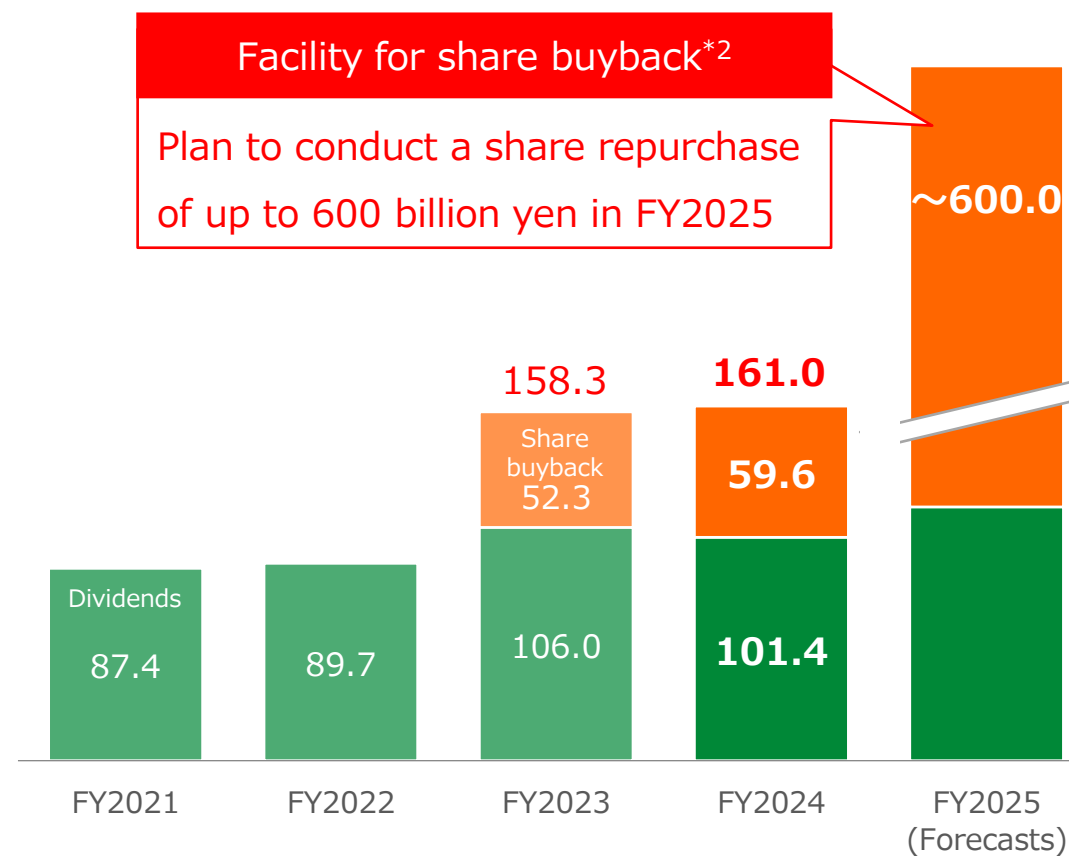 Facility for share buyback*2
Plan to conduct a share repurchase
of up to 600 billion yen in FY2025
～600.0
158.3
161.0
Share
buyback
52.3
59.6
Dividends
87.4
89.7
106.0
101.4
FY2021
FY2022
FY2023
FY2024
FY2025
(Forecasts)